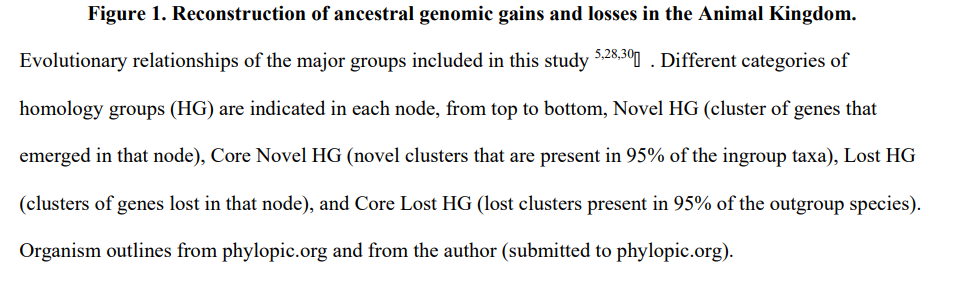 Figure 1. Reconstruction of ancestral genomic gains and losses in the Animal Kingdom.
Evolutionary relationships of the major groups included in this study 5,28,30▯ . Different categories of
homology groups (HG) are indicated in each node, from top to bottom, Novel HG (cluster of genes that
emerged in that node), Core Novel HG (novel clusters that are present in 95% of the ingroup taxa), Lost HG
(clusters of genes lost in that node), and Core Lost HG (lost clusters present in 95% of the outgroup species).
Organism outlines from phylopic.org and from the author (submitted to phylopic.org).